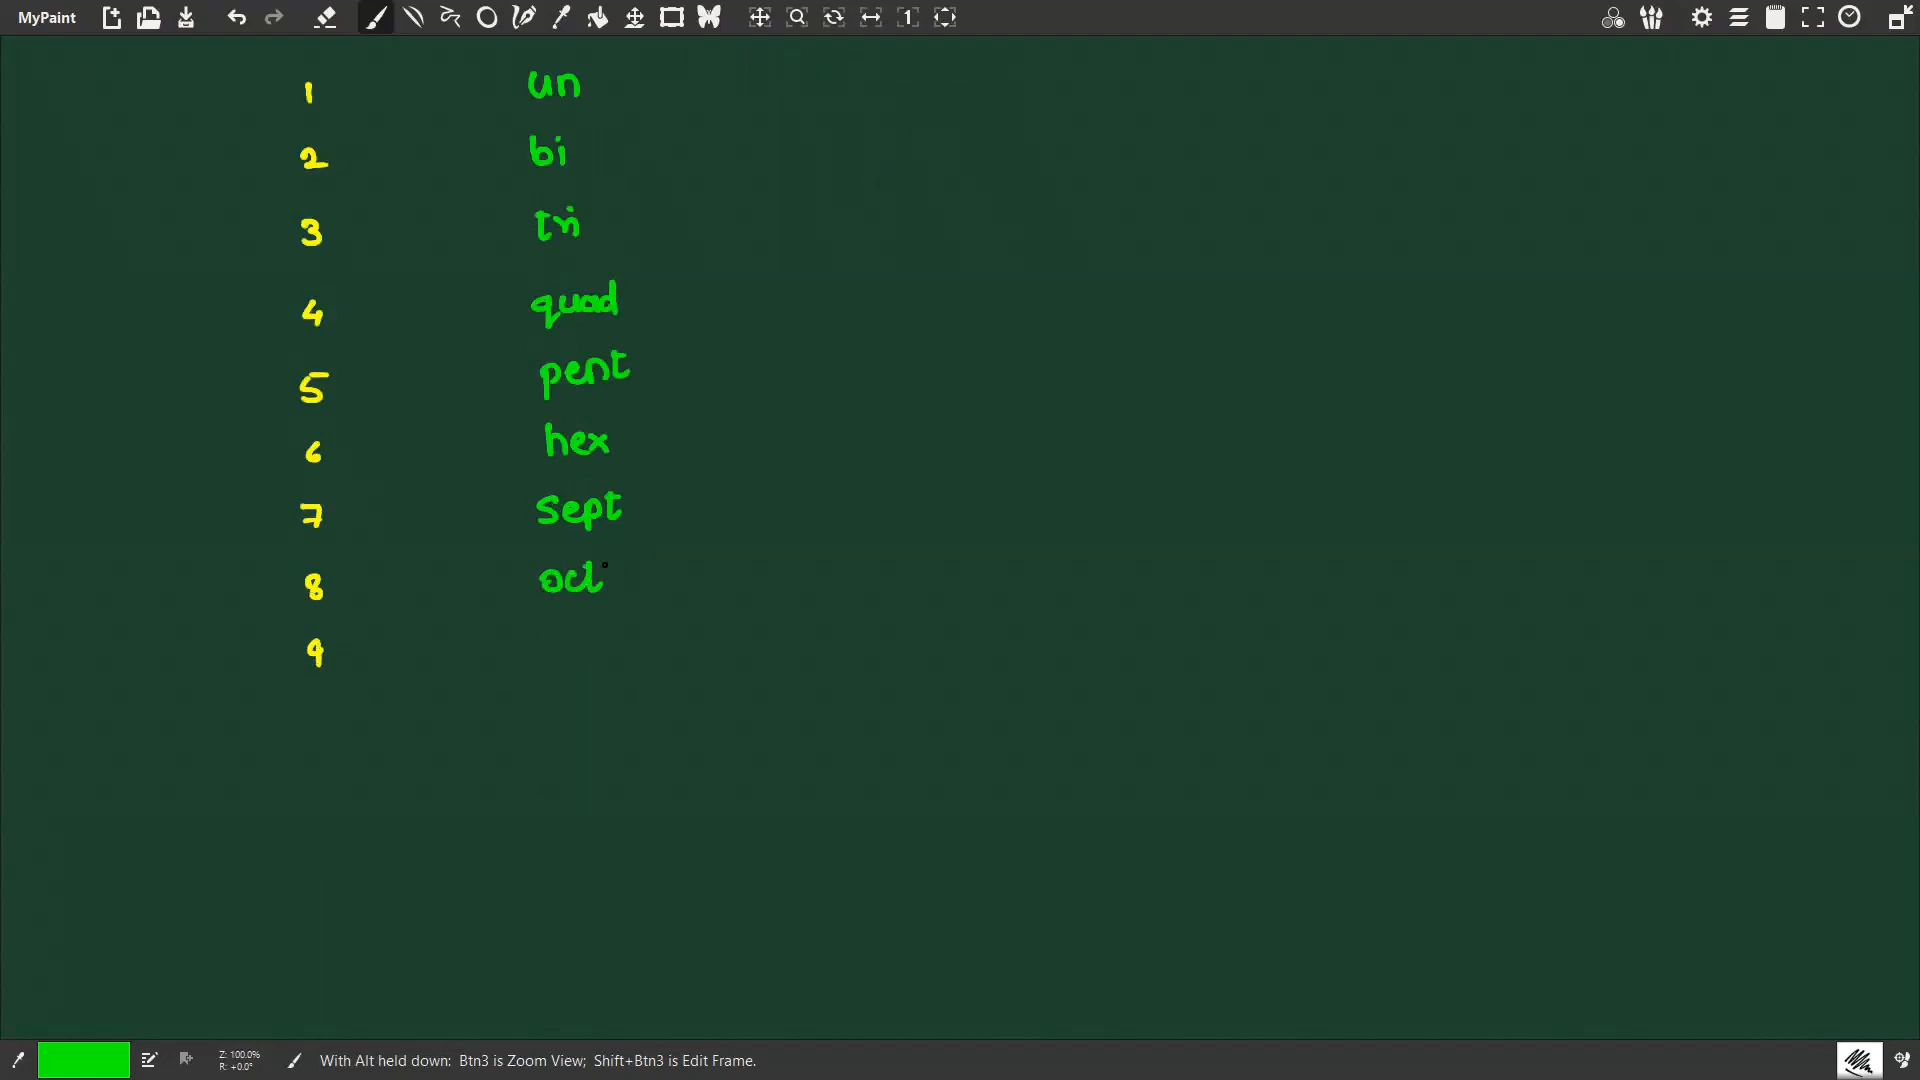 MyPaint
1 un
2 bi
3 tri
4 quad
5 pent
6 hex
7 Sept
8 oct
9
Z: 100.0%
R: +0.0°
With Alt held down: Btn3 is Zoom View; Shift+Btn3 is Edit Frame.